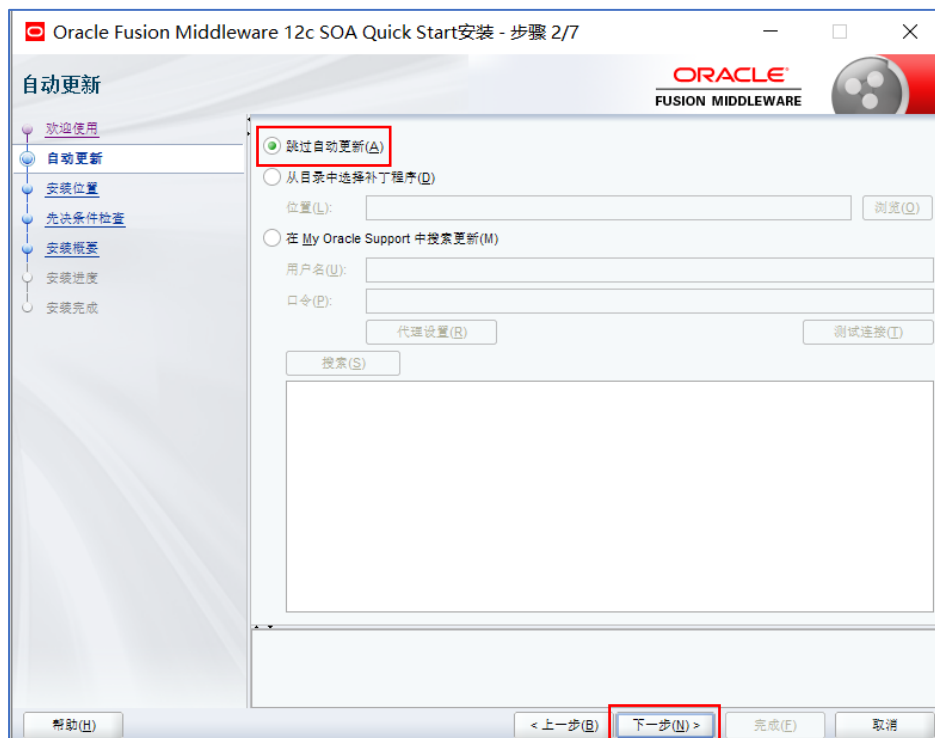 Oracle Fusion Middleware 12c SOA Quick Start安装 - 步骤 2/7
自动更新
ORACLE
FUSION MIDDLEWARE
欢迎使用
自动更新
安装位置
先决条件检查
安装概要
安装进度
安装完成
跳过自动更新(A)
从目录中选择补丁程序(D)
位置(L):
浏览(O)
在 My Oracle Support 中搜索更新(M)
用户名(U):
口令(P):
代理设置(R)
测试连接(T)
搜索(S)
帮助(H)
< 上一步(B)
下一步(N) >
完成(F)
取消